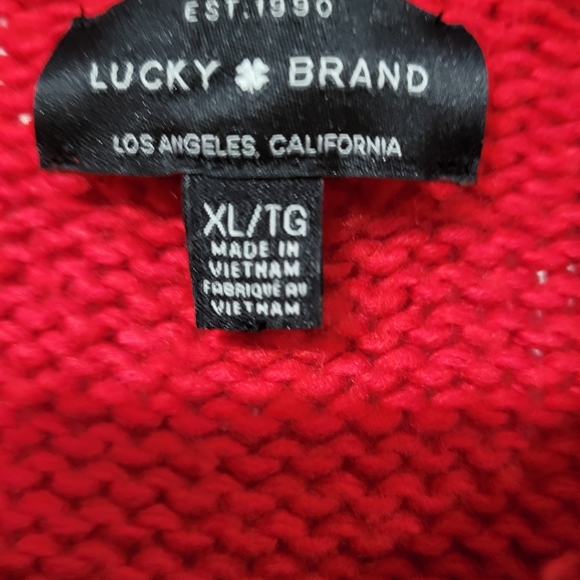 EST.1990
LUCKY BRAND
LOS ANGELES, CALIFORNIA
XL/TG
MADE IN
VIETNAM
FABRIQUÉ AU
VIETNAM